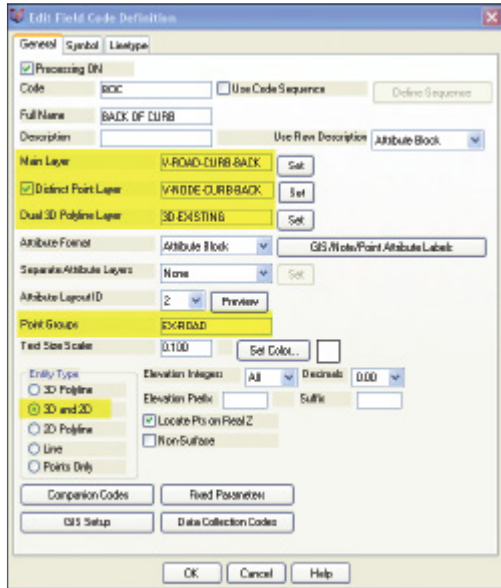 Edit Field Code Definition
General Symbol Linetype
Processing ON
Code BOC Use Code Sequence Define Sequence
Full Name BACK OF CURB
Description Use Raw Description Attribute Block
Main Layer V-ROAD-CURB-BACK Set
Distinct Point Layer V-NODE-CURB-BACK Set
Dual 3D Polyline Layer 3D-EXISTING Set
Attribute Format Attribute Block GIS/Note/Point Attribute Labels
Separate Attribute Layers None Set
Attribute Layout ID 2 Preview
Point Groups EX-ROAD
Text Size Scaler 0.100 Set Color...
Entity Type Elevation Integers All Decimals 0.00
3D Polyline Elevation Prefix Suffix
3D and 2D Locate Pts on Real Z
2D Polyline Non-Surface
Line
Points Only
Companion Codes Fixed Parameters
GIS Setup Data Collection Codes
OK Cancel Help